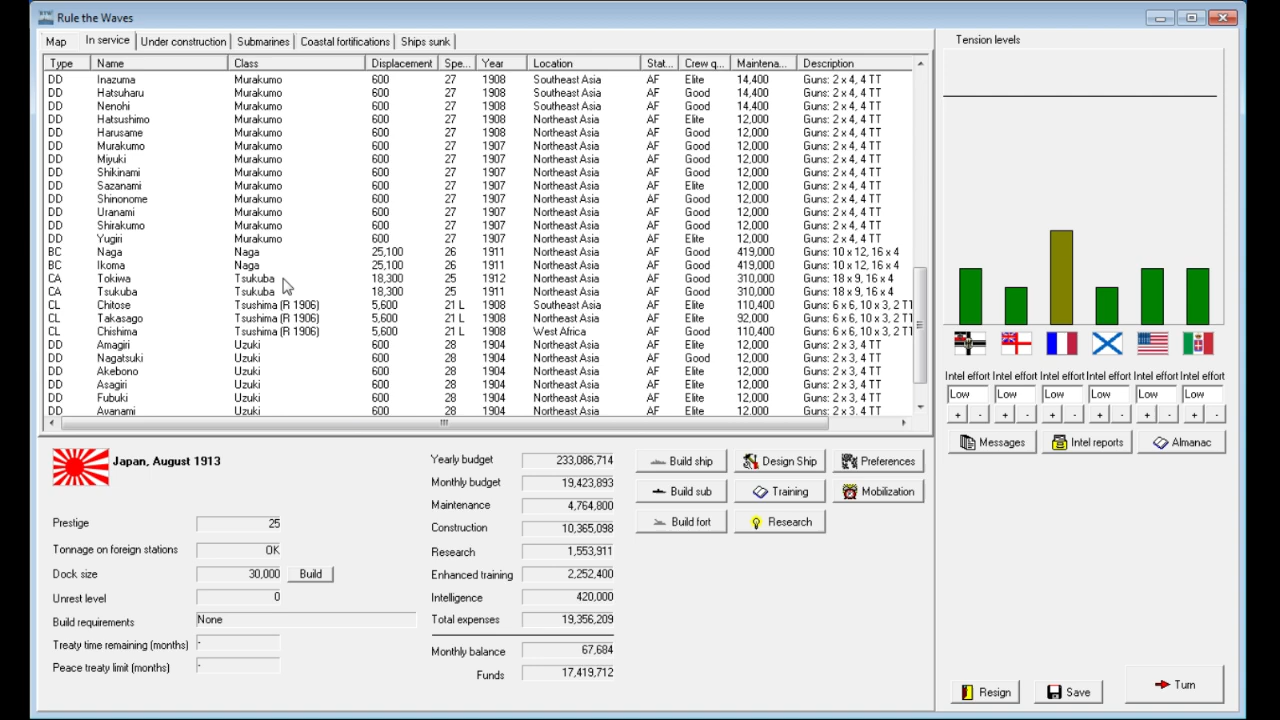 Rule the Waves
Map In service Under construction Submarines Coastal fortifications Ships sunk
Type Name Class Displacement Spe... Year Location Stat... Crew q... Maintena... Description
DD Inazuma Murakumo 600 27 1908 Southeast Asia AF Elite 14,400 Guns: 2 x 4, 4 TT
DD Hatsuharu Murakumo 600 27 1908 Southeast Asia AF Good 14,400 Guns: 2 x 4, 4 TT
DD Nenohi Murakumo 600 27 1908 Southeast Asia AF Good 14,400 Guns: 2 x 4, 4 TT
DD Hatsushimo Murakumo 600 27 1908 Northeast Asia AF Elite 12,000 Guns: 2 x 4, 4 TT
DD Harusame Murakumo 600 27 1908 Northeast Asia AF Good 12,000 Guns: 2 x 4, 4 TT
DD Murakumo Murakumo 600 27 1907 Northeast Asia AF Good 12,000 Guns: 2 x 4, 4 TT
DD Miyuki Murakumo 600 27 1907 Northeast Asia AF Good 12,000 Guns: 2 x 4, 4 TT
DD Shikinami Murakumo 600 27 1907 Northeast Asia AF Good 12,000 Guns: 2 x 4, 4 TT
DD Sazanami Murakumo 600 27 1907 Northeast Asia AF Elite 12,000 Guns: 2 x 4, 4 TT
DD Shinonome Murakumo 600 27 1907 Northeast Asia AF Good 12,000 Guns: 2 x 4, 4 TT
DD Uranami Murakumo 600 27 1907 Northeast Asia AF Good 12,000 Guns: 2 x 4, 4 TT
DD Shirakumo Murakumo 600 27 1907 Northeast Asia AF Good 12,000 Guns: 2 x 4, 4 TT
DD Yugiri Murakumo 600 27 1907 Northeast Asia AF Elite 12,000 Guns: 2 x 4, 4 TT
BC Naga Naga 25,100 26 1911 Northeast Asia AF Good 419,000 Guns: 10 x 12, 16 x 4
BC Ikoma Naga 25,100 26 1911 Northeast Asia AF Good 419,000 Guns: 10 x 12, 16 x 4
CA Tokiwa Tsukuba 18,300 25 1912 Northeast Asia AF Good 310,000 Guns: 18 x 9, 16 x 4
CA Tsukuba Tsukuba 18,300 25 1911 Northeast Asia AF Good 310,000 Guns: 18 x 9, 16 x 4
CL Chitose Tsushima (R 1906) 5,600 21 L 1908 Southeast Asia AF Elite 110,400 Guns: 6 x 6, 10 x 3, 2 T1
CL Takasago Tsushima (R 1906) 5,600 21 L 1908 Northeast Asia AF Elite 92,000 Guns: 6 x 6, 10 x 3, 2 T1
CL Chishima Tsushima (R 1906) 5,600 21 L 1908 West Africa AF Good 110,400 Guns: 6 x 6, 10 x 3, 2 T1
DD Amagiri Uzuki 600 28 1904 Northeast Asia AF Elite 12,000 Guns: 2 x 3, 4 TT
DD Nagatsuki Uzuki 600 28 1904 Northeast Asia AF Good 12,000 Guns: 2 x 3, 4 TT
DD Akebono Uzuki 600 28 1904 Northeast Asia AF Elite 12,000 Guns: 2 x 3, 4 TT
DD Asagiri Uzuki 600 28 1904 Northeast Asia AF Elite 12,000 Guns: 2 x 3, 4 TT
DD Fubuki Uzuki 600 28 1904 Northeast Asia AF Elite 12,000 Guns: 2 x 3, 4 TT
DD Ayanami Uzuki 600 28 1904 Northeast Asia AF Elite 12,000 Guns: 2 x 3, 4 TT
Tension levels
Intel effort Intel effort Intel effort Intel effort Intel effort Intel effort
Low Low Low Low Low Low
+ - + - + - + - + - + -
Messages Intel reports Almanac
Japan, August 1913
Prestige 25
Tonnage on foreign stations OK
Dock size 30,000 Build
Unrest level 0
Build requirements None
Treaty time remaining (months) -
Peace treaty limit (months) -
Yearly budget 233,086,714
Monthly budget 19,423,893
Maintenance 4,764,800
Construction 10,365,098
Research 1,553,911
Enhanced training 2,252,400
Intelligence 420,000
Total expenses 19,356,209
Monthly balance 67,684
Funds 17,419,712
Build ship Design Ship Preferences
Build sub Training Mobilization
Build fort Research
Resign Save Turn